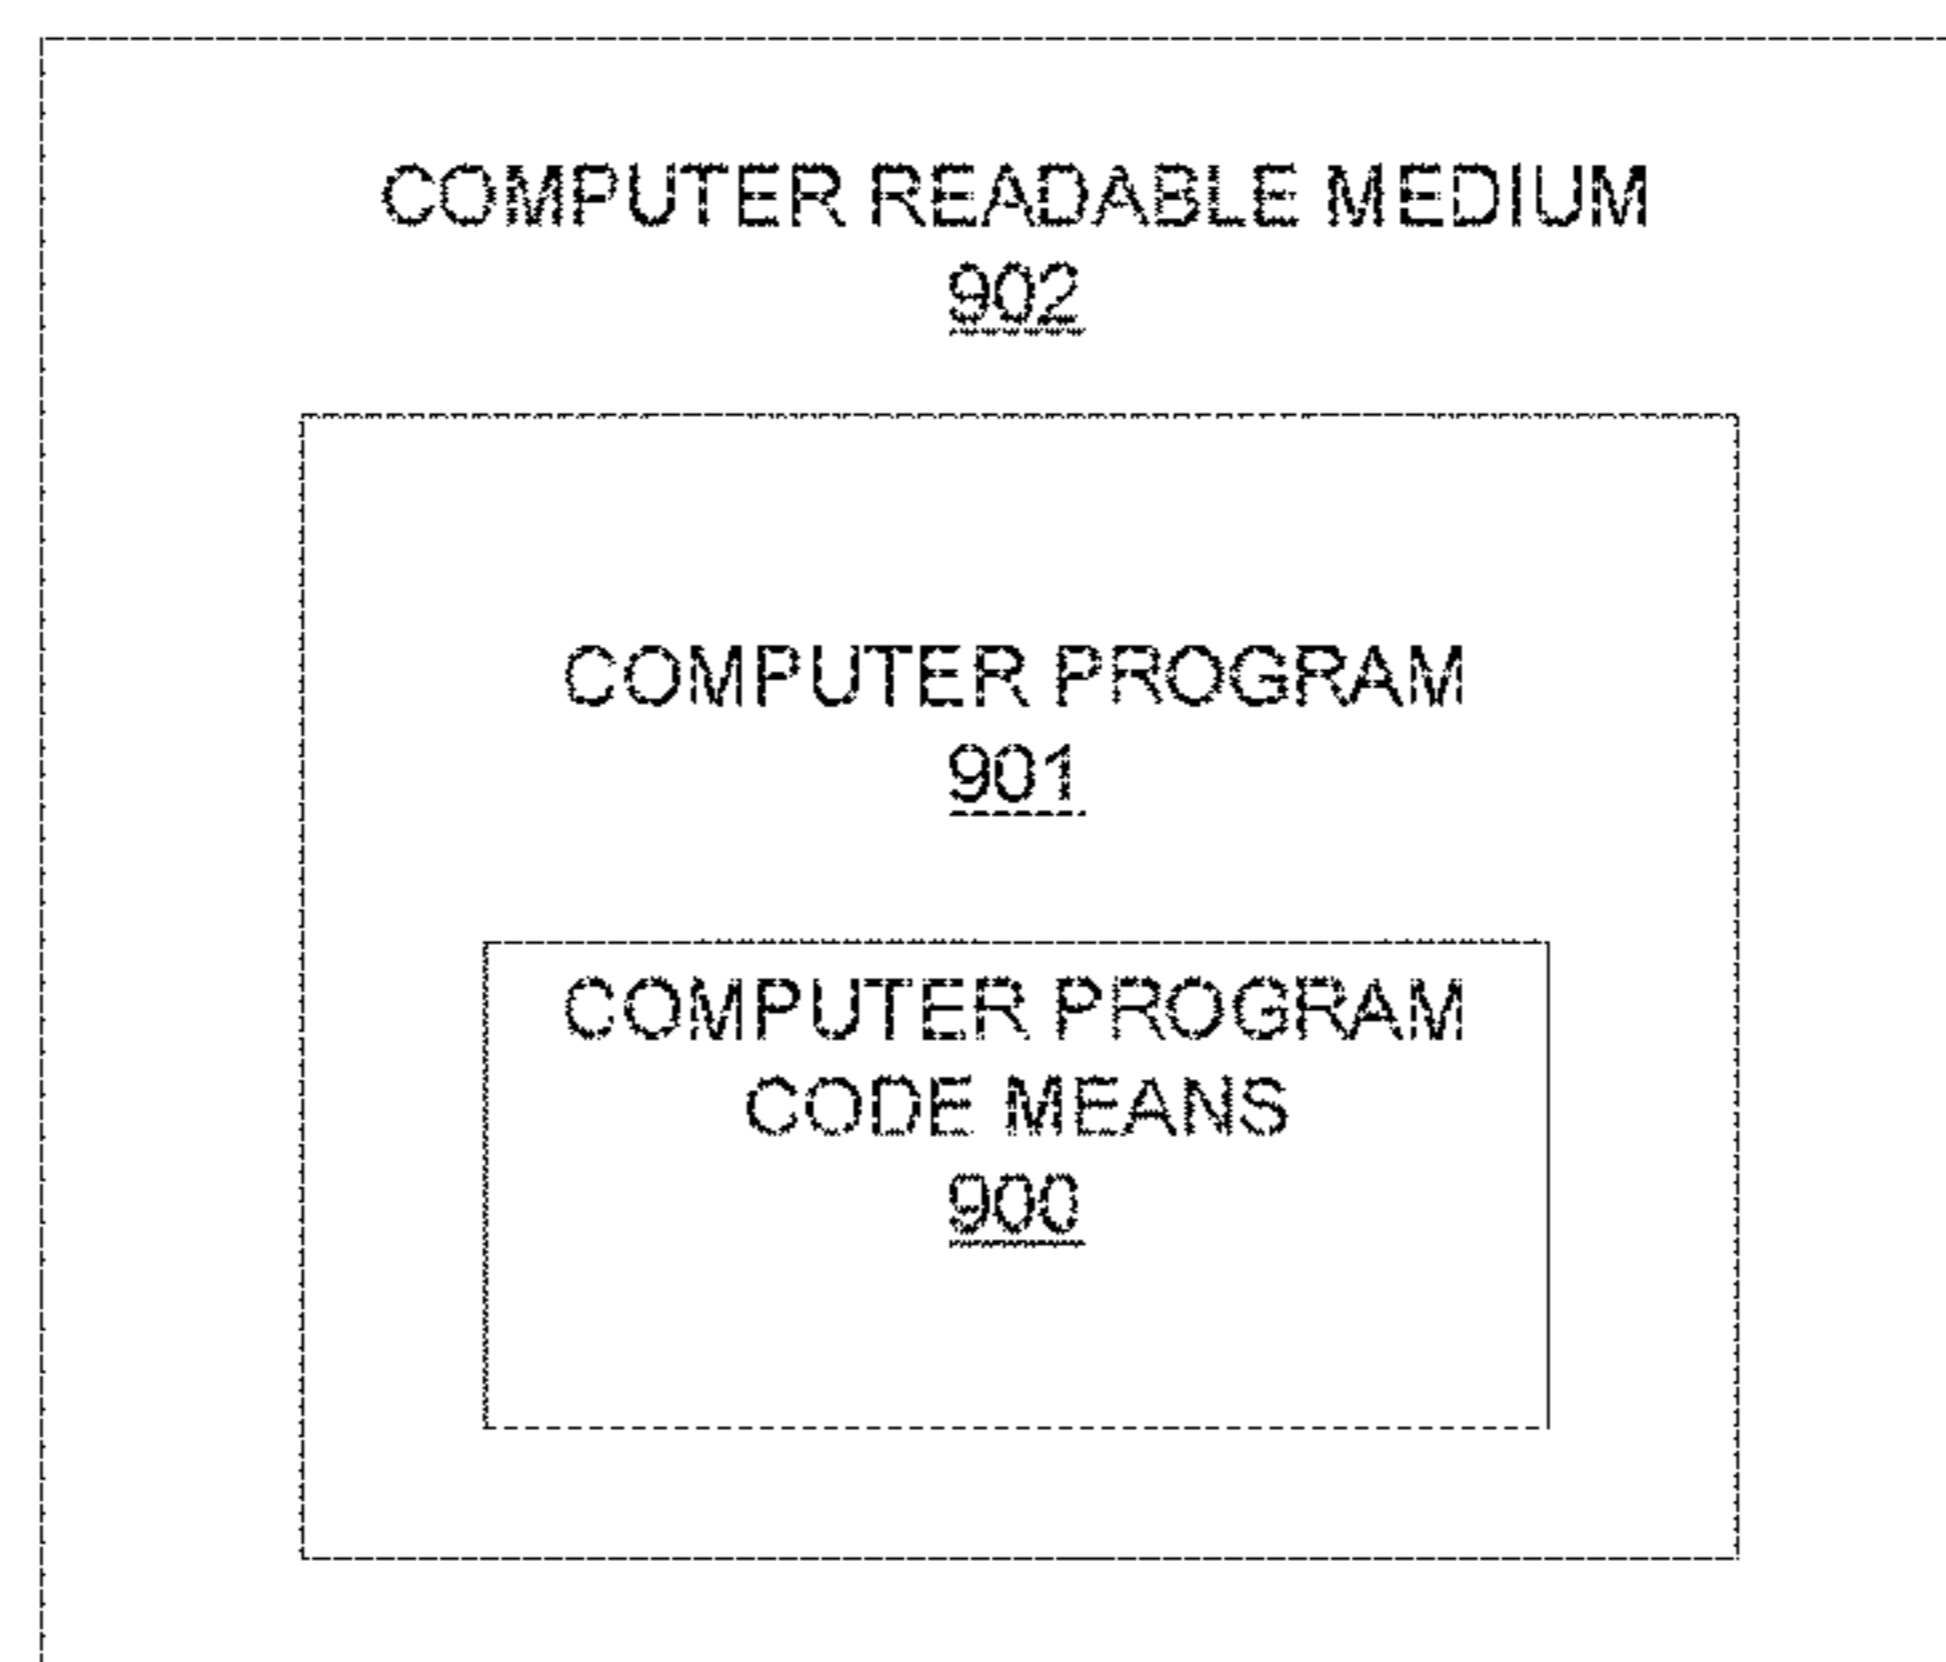 COMPUTER READABLE MEDIUM
902
COMPUTER PROGRAM
901
COMPUTER PROGRAM
CODE MEANS
900